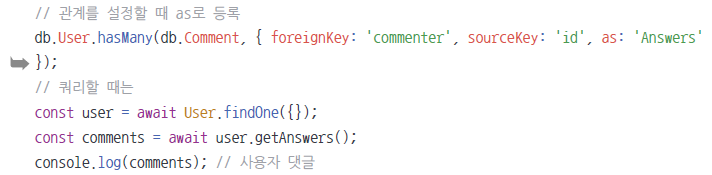 // 관계를 설정할 때 as로 등록
db.User.hasMany(db.Comment, { foreignKey: 'commenter', sourceKey: 'id', as: 'Answers'
});
// 쿼리할 때는
const user = await User.findOne({});
const comments = await user.getAnswers();
console.log(comments); // 사용자 댓글